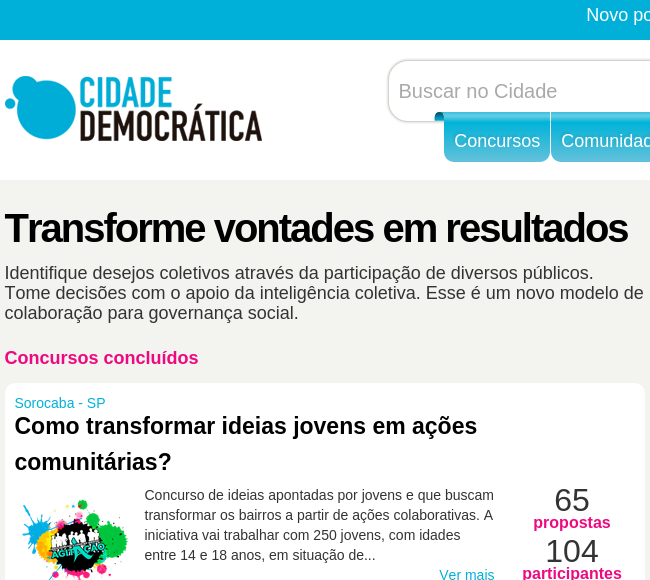 Novo po
CIDADE
DEMOCRÁTICA
Buscar no Cidade
Concursos
Comunidad
Transforme vontades em resultados
Identifique desejos coletivos através da participação de diversos públicos.
Tome decisões com o apoio da inteligência coletiva. Esse é um novo modelo de
colaboração para governança social.
Concursos concluídos
Sorocaba - SP
Como transformar ideias jovens em ações
comunitárias?
Concurso de ideias apontadas por jovens e que buscam
transformar os bairros a partir de ações colaborativas. A
iniciativa vai trabalhar com 250 jovens, com idades
entre 14 e 18 anos, em situação de...
Ver mais
65
propostas
104
participantes